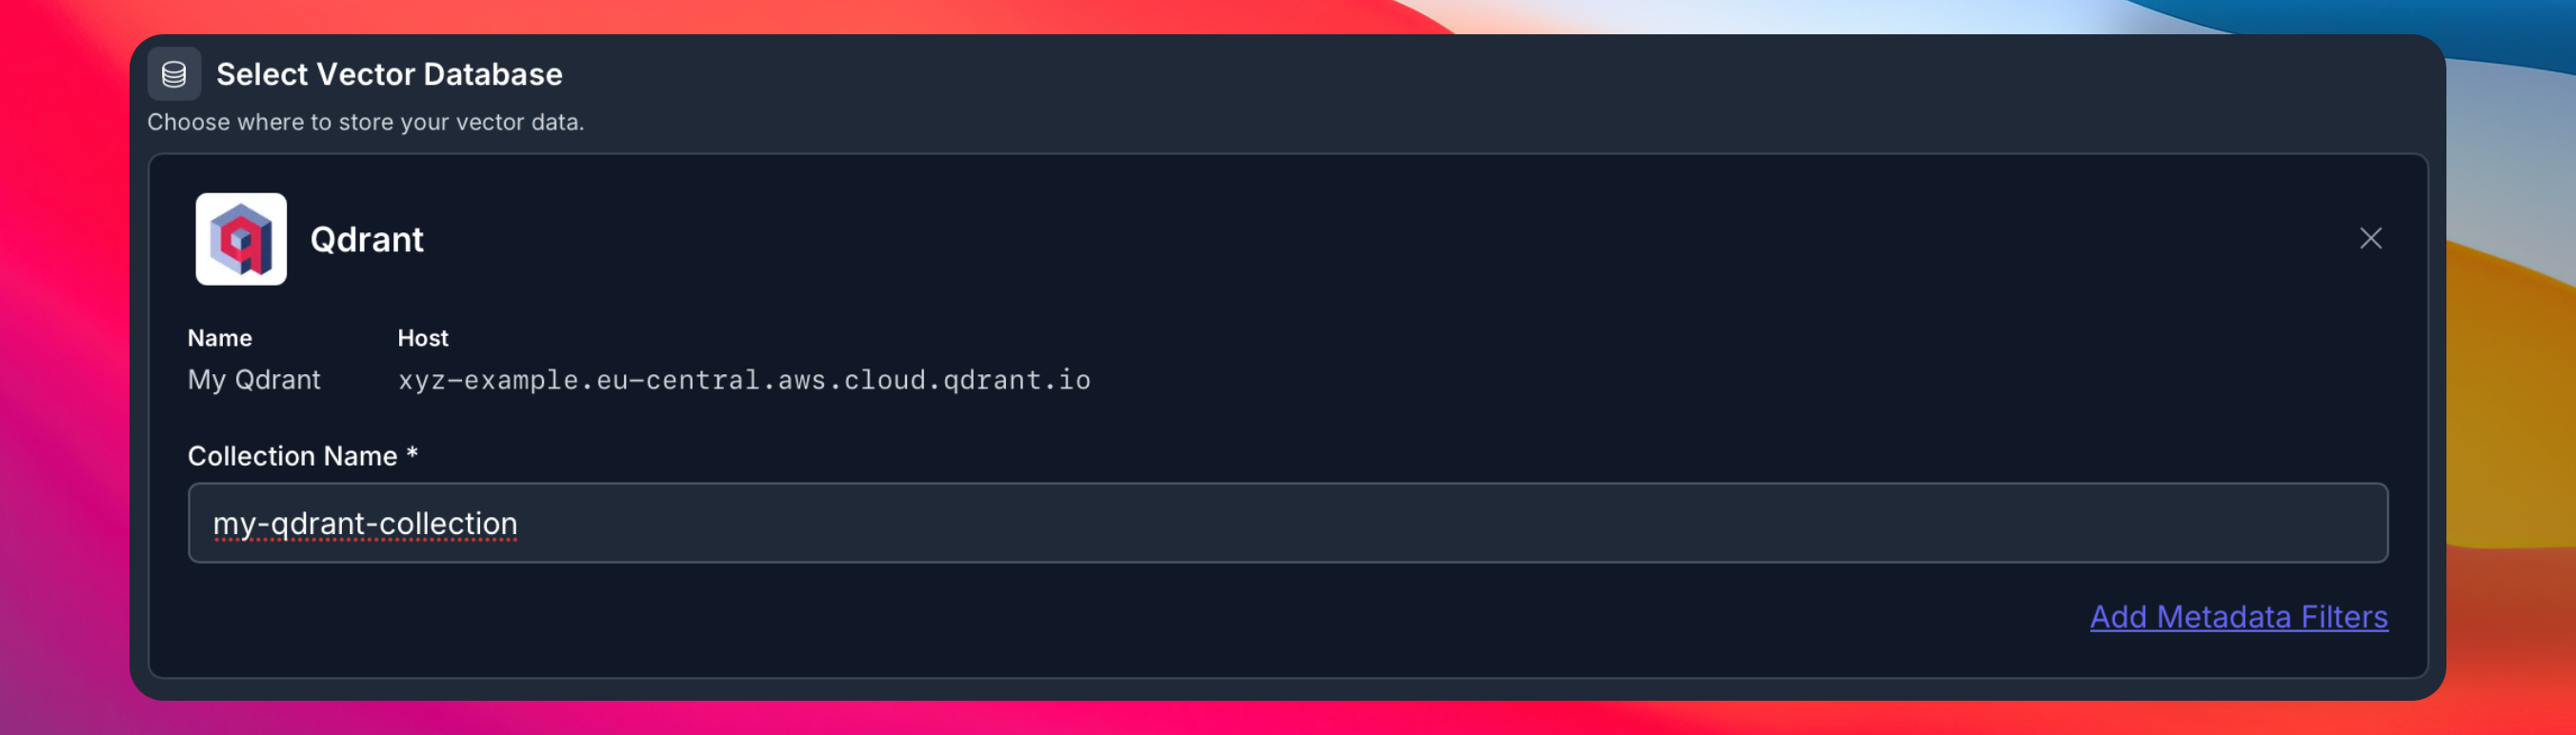 Select Vector Database
Choose where to store your vector data.
Qdrant
Name Host
My Qdrant xyz-example.eu-central.aws.cloud.qdrant.io
Collection Name *
my-qdrant-collection
Add Metadata Filters